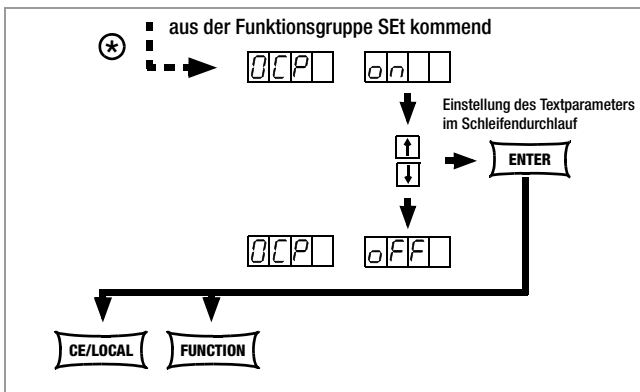 aus der Funktionsgruppe SEt kommend
OCP on
Einstellung des Textparameters
im Schleifendurchlauf
ENTER
OCP oFF
CE/LOCAL FUNCTION